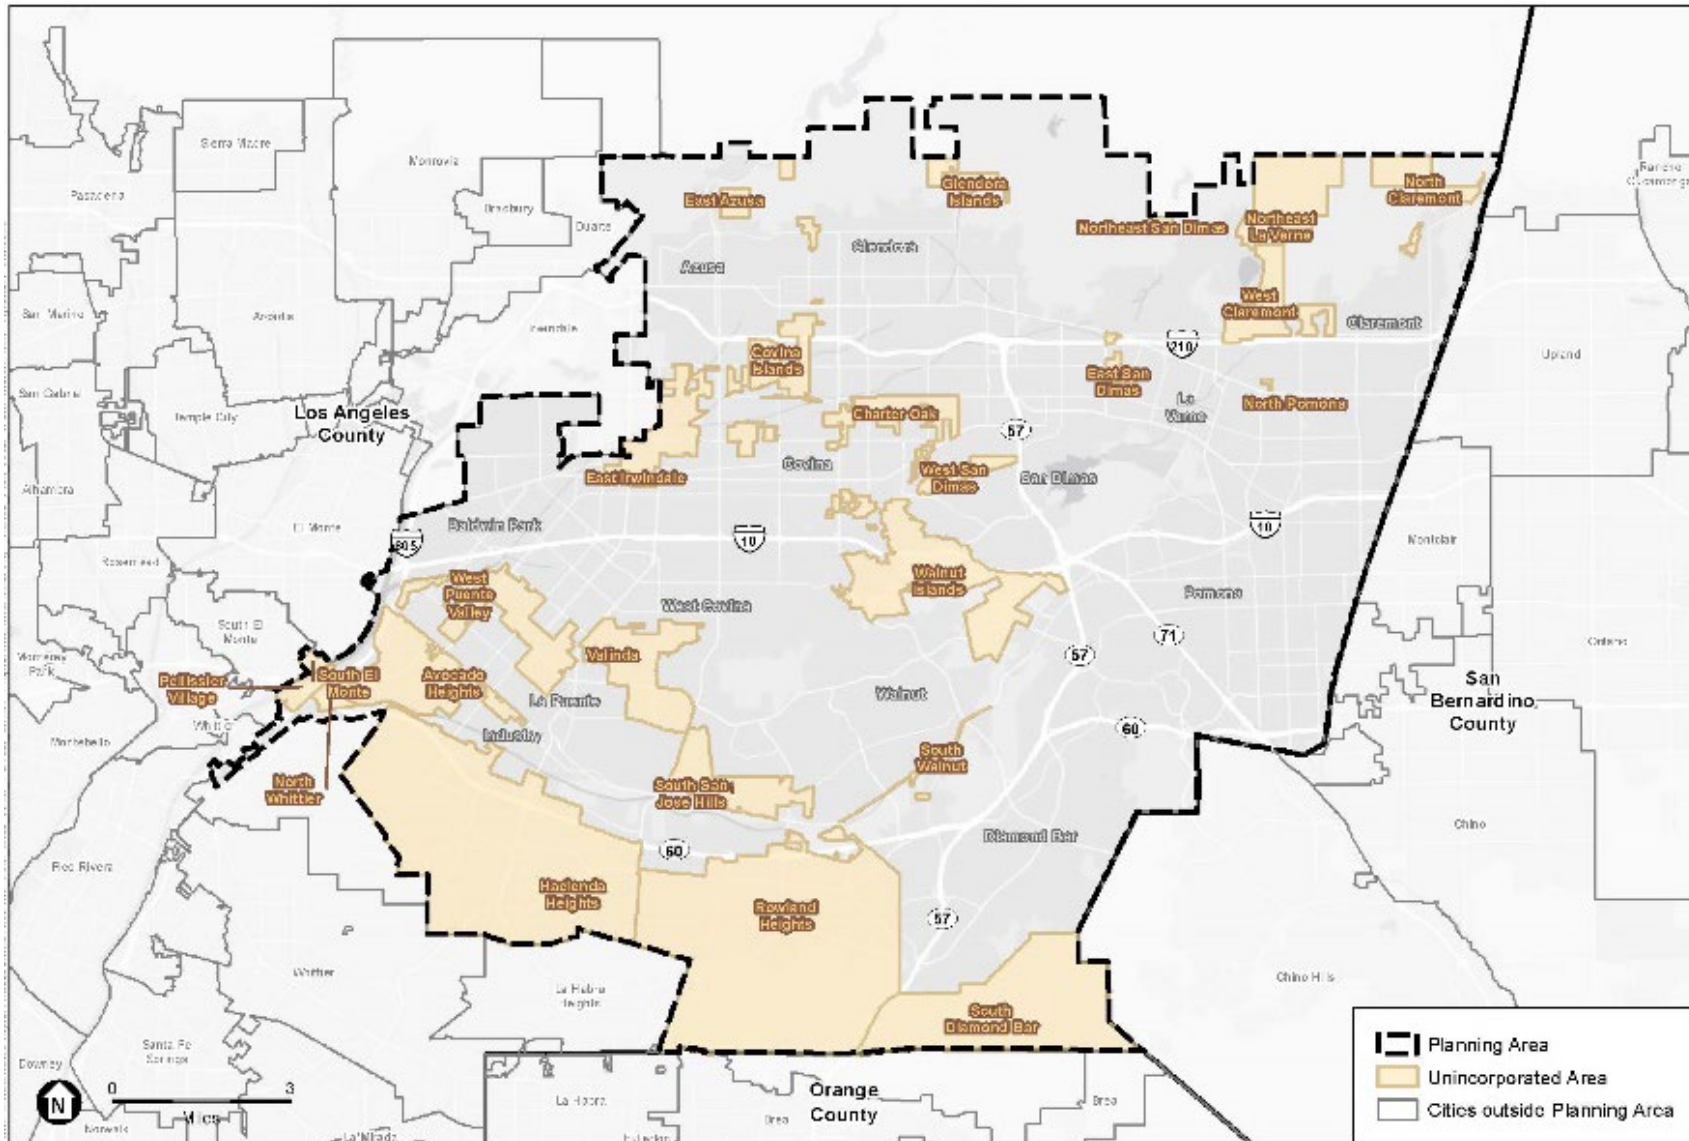 Sierra Madre
Monrovia
Pasadena
Bradbury
Duarte
East Azusa
Glendora
Islands
North
Claremont
Northeast San Dimas
Northeast
La Verne
Glendora
Azusa
San Marino
Arcadia
Irwindale
West
Claremont
Claremont
Upland
210
Covina
Islands
East San
Dimas
La
Verne
North Pomona
San Gabriel
Temple City
Los Angeles
County
Charter Oak
57
Covina
West San
Dimas
San Dimas
East Irwindale
Alhambra
El Monte
Baldwin Park
605
10
10
Montclair
Rosemead
West
Puente
Valley
Walnut
Islands
West Covina
Pomona
South El
Monte
71
57
Ontario
Monterey
Park
Valinda
Pellissier
Village
South El
Monte
Avocado
Heights
La Puente
Walnut
San
Bernardino
County
Whittier
Montebello
Industry
60
South
Walnut
North
Whittier
South San
Jose Hills
Diamond Bar
Chino
60
Pico Rivera
Hacienda
Heights
Rowland
Heights
57
Whittier
La Habra
Heights
Chino Hills
South
Diamond Bar
Santa Fe
Springs
Downey
Planning Area
Unincorporated Area
Cities outside Planning Area
0
3
Miles
N
Orange
County
La Habra
Brea
Brea
Norwalk
La Mirada
Fullerton